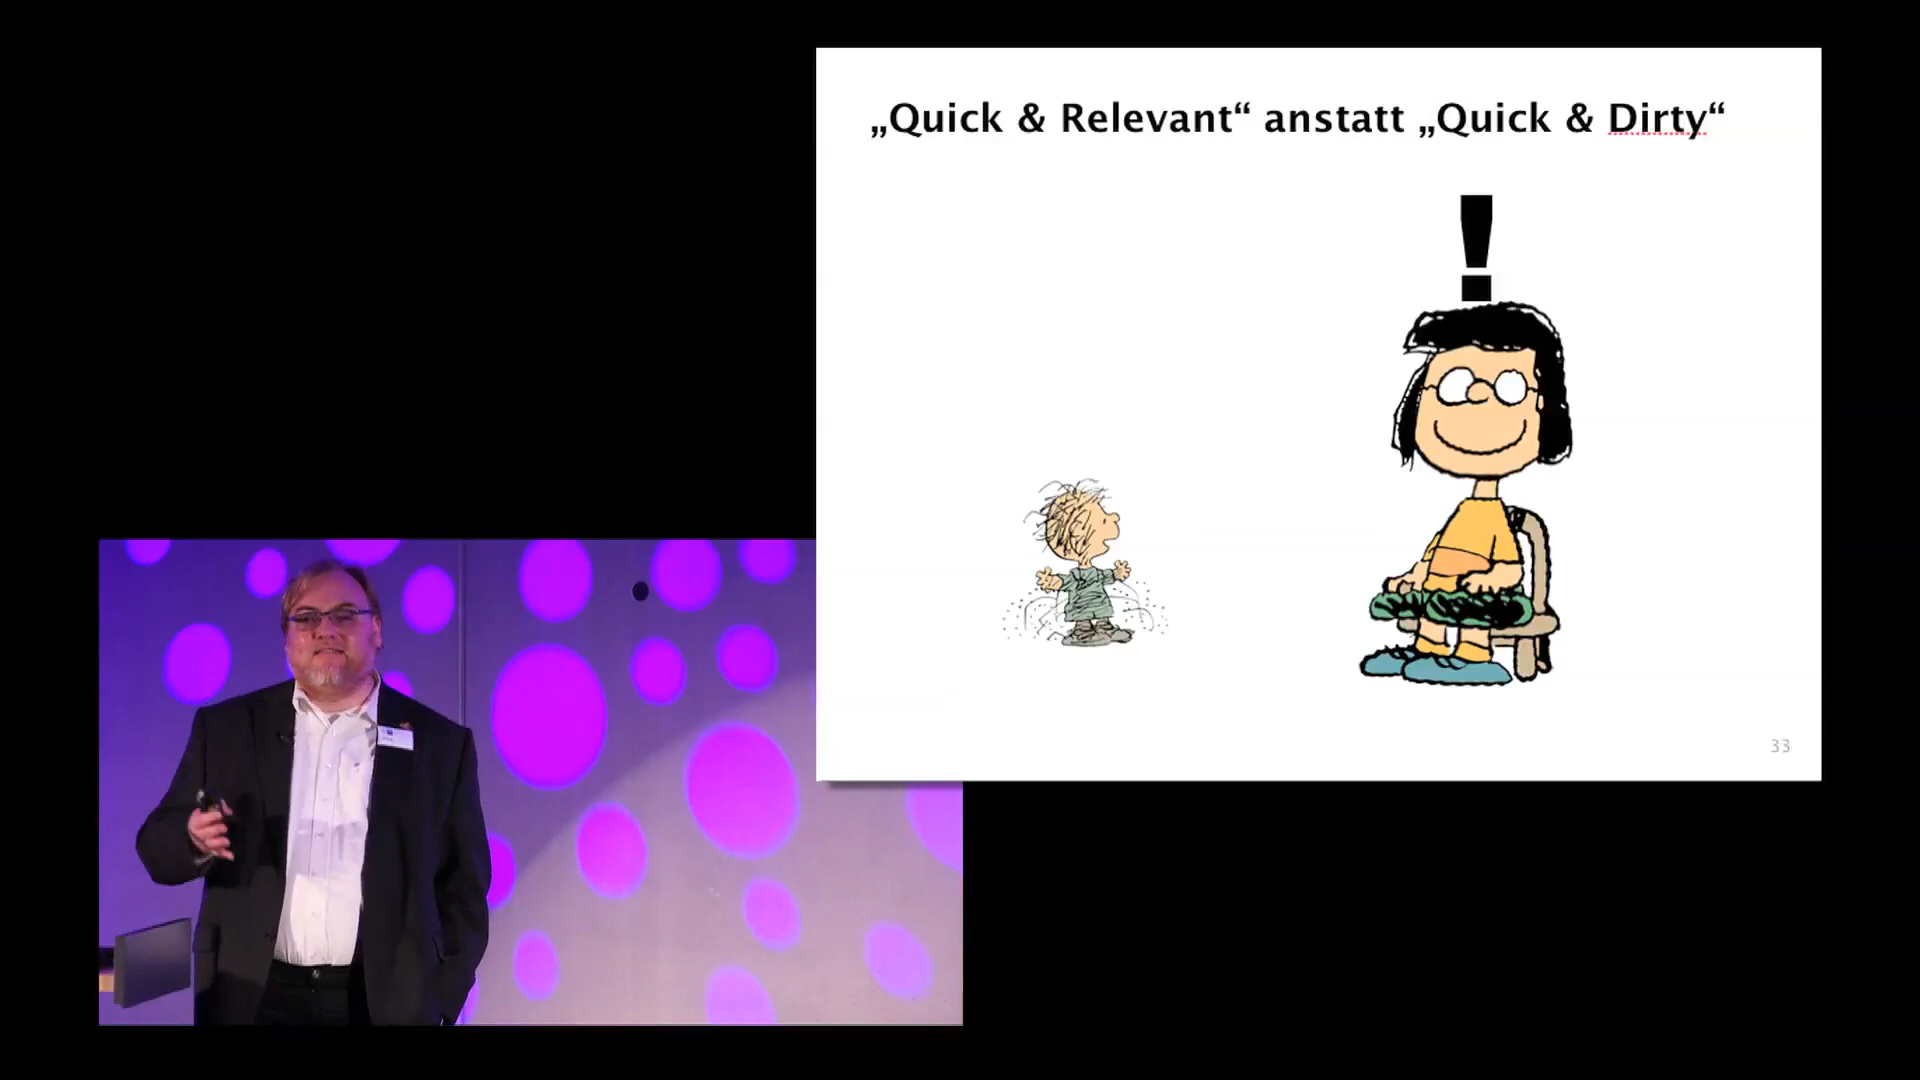 „Quick & Relevant“ anstatt „Quick & Dirty“
!
33